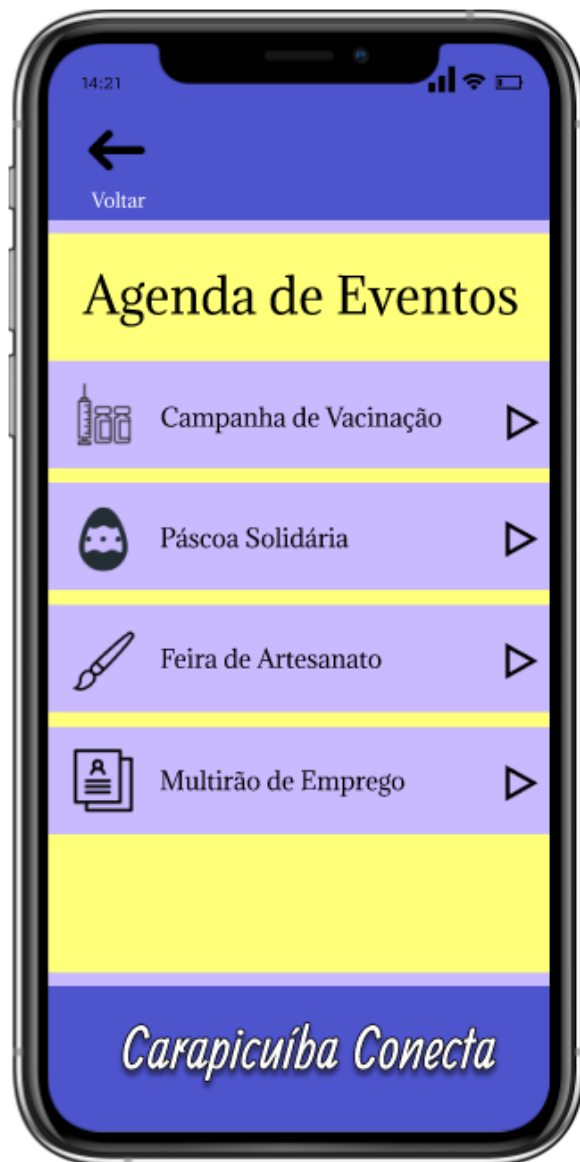 14:21
Voltar
Agenda de Eventos
Campanha de Vacinação
Páscoa Solidária
Feira de Artesanato
Multirão de Emprego
Carapicuíba Conecta